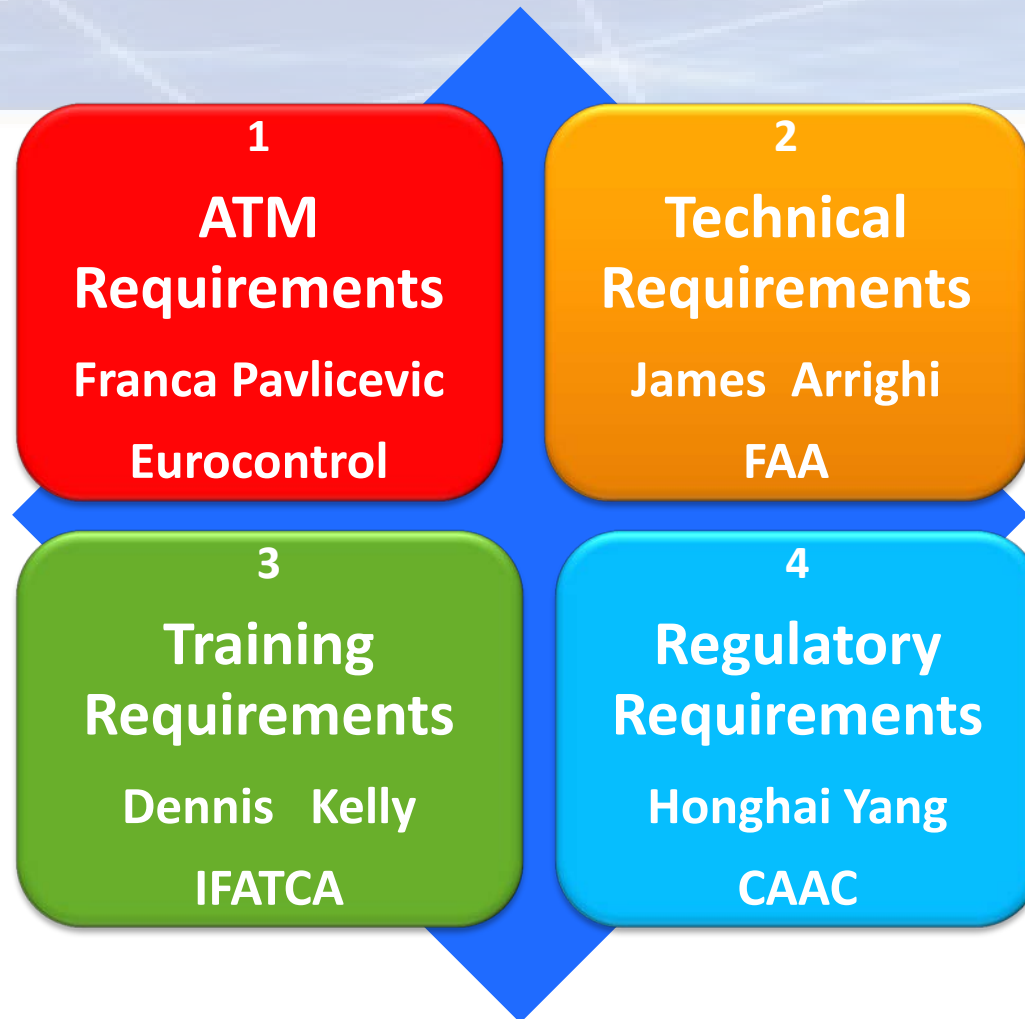 1
ATM
Requirements
Franca Pavlicevic
Eurocontrol
2
Technical
Requirements
James Arrighi
FAA
3
Training
Requirements
Dennis Kelly
IFATCA
4
Regulatory
Requirements
Honghai Yang
CAAC